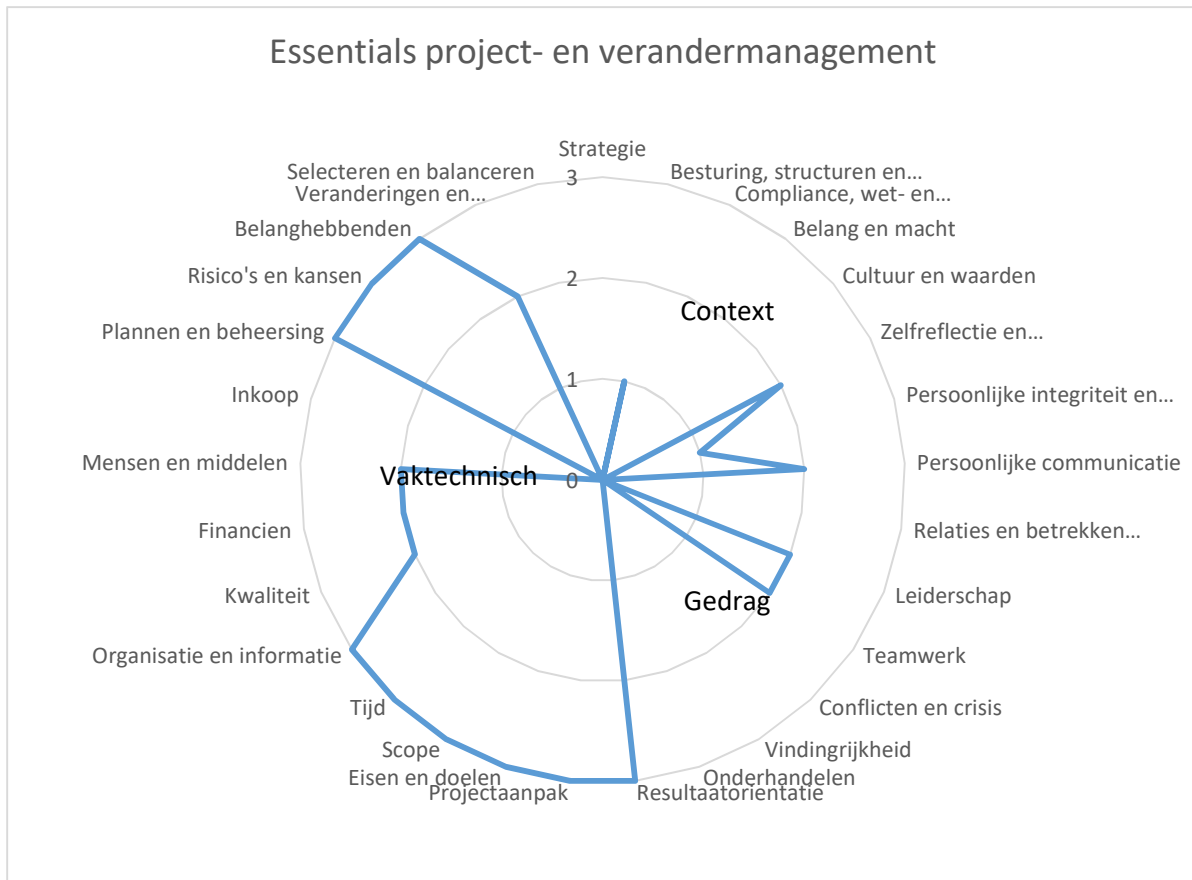 Essentials project- en verandermanagement
Strategie
Besturing, structuren en...
Compliance, wet- en...
Belang en macht
Cultuur en waarden
Zelfreflectie en...
Persoonlijke integriteit en...
Persoonlijke communicatie
Relaties en betrekken...
Leiderschap
Teamwerk
Conflicten en crisis
Vindingrijkheid
Onderhandelen
Resultaatorientatie
Projectaanpak
Eisen en doelen
Scope
Tijd
Organisatie en informatie
Kwaliteit
Financien
Mensen en middelen
Inkoop
Plannen en beheersing
Risico's en kansen
Belanghebbenden
Veranderingen en...
Selecteren en balanceren
3
2
1
0
Context
Vaktechnisch
Gedrag